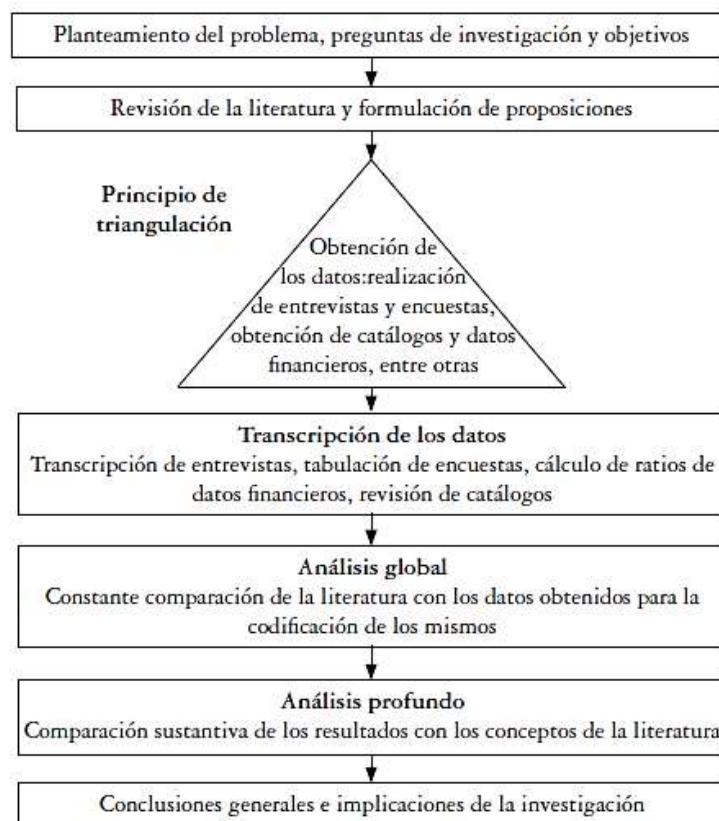 Planteamiento del problema, preguntas de investigación y objetivos
Revisión de la literatura y formulación de proposiciones
Principio de
triangulación
Obtención de
los datos:realización
de entrevistas y encuestas,
obtención de catálogos y datos
financieros, entre otras
Transcripción de los datos
Transcripción de entrevistas, tabulación de encuestas, cálculo de ratios de
datos financieros, revisión de catálogos
Análisis global
Constante comparación de la literatura con los datos obtenidos para la
codificación de los mismos
Análisis profundo
Comparación sustantiva de los resultados con los conceptos de la literatura
Conclusiones generales e implicaciones de la investigación